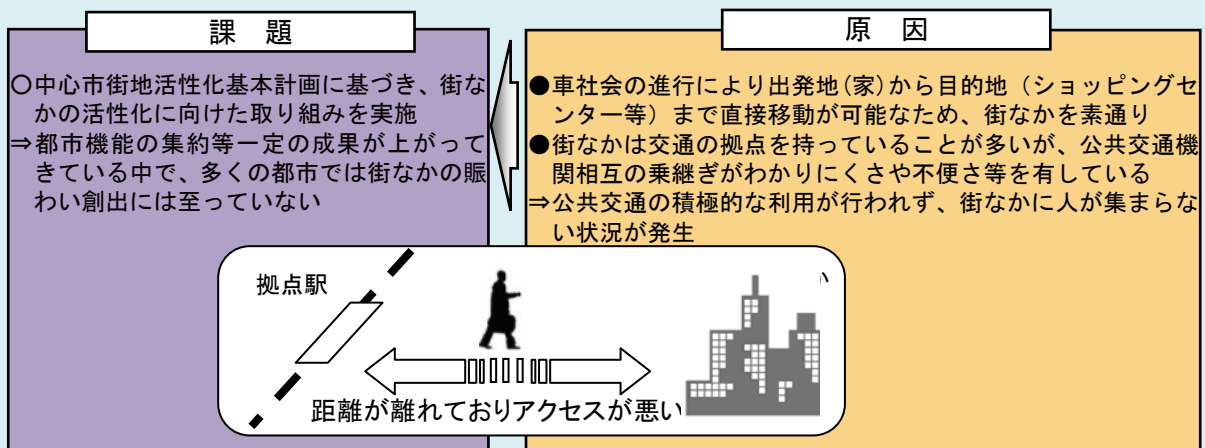 課　題
○中心市街地活性化基本計画に基づき、街な
かの活性化に向けた取り組みを実施
⇒都市機能の集約等一定の成果が上がって
きている中で、多くの都市では街なかの賑
わい創出には至っていない
原　因
●車社会の進行により出発地(家)から目的地（ショッピングセ
ンター等）まで直接移動が可能なため、街なかを素通り
●街なかは交通の拠点を持っていることが多いが、公共交通機
関相互の乗継ぎがわかりにくさや不便さ等を有している
⇒公共交通の積極的な利用が行われず、街なかに人が集まらな
い状況が発生
拠点駅
距離が離れておりアクセスが悪い